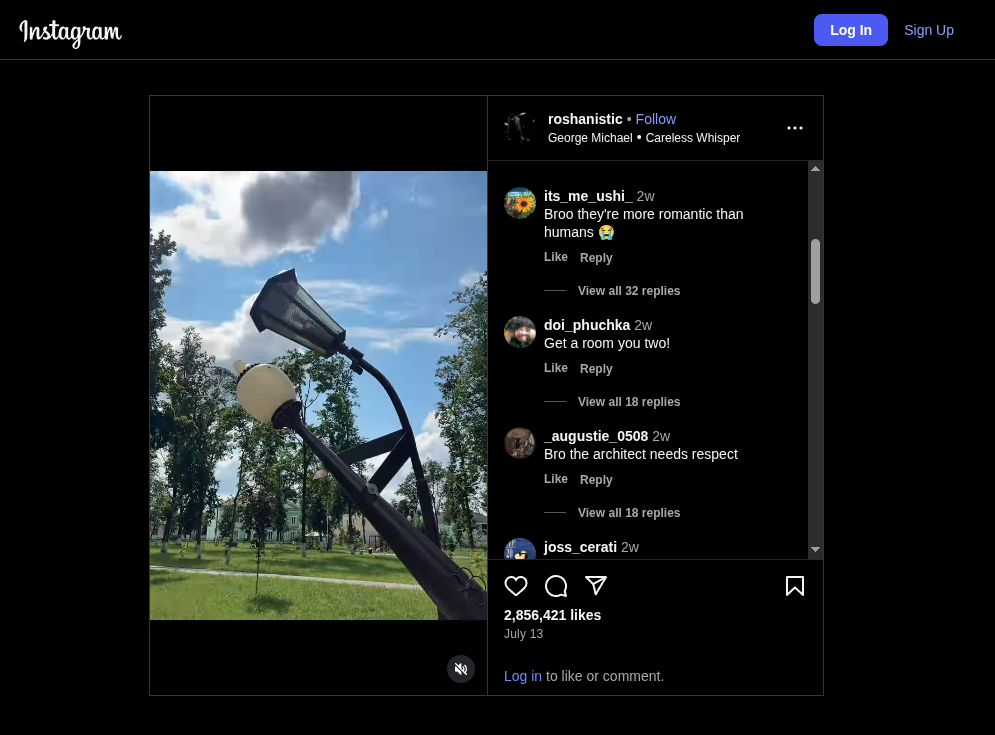 Instagram
Log In
Sign Up
roshanistic • Follow
George Michael • Careless Whisper
its_me_ushi_ 2w
Broo they're more romantic than
humans 😭
Like Reply
View all 32 replies
doi_phuchka 2w
Get a room you two!
Like Reply
View all 18 replies
_augustie_0508 2w
Bro the architect needs respect
Like Reply
View all 18 replies
joss_cerati 2w
2,856,421 likes
July 13
Log in to like or comment.